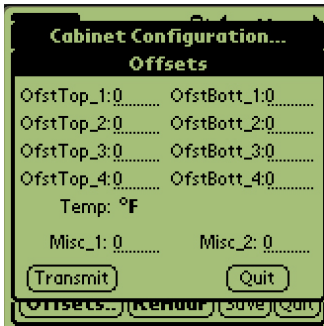 Cabinet Configuration...
Offsets
OfstTop_1:0 OfstBott_1:0
OfstTop_2:0 OfstBott_2:0
OfstTop_3:0 OfstBott_3:0
OfstTop_4:0 OfstBott_4:0
Temp: °F
Misc_1: 0 Misc_2: 0
Transmit Quit
Offsets.. Save Quit